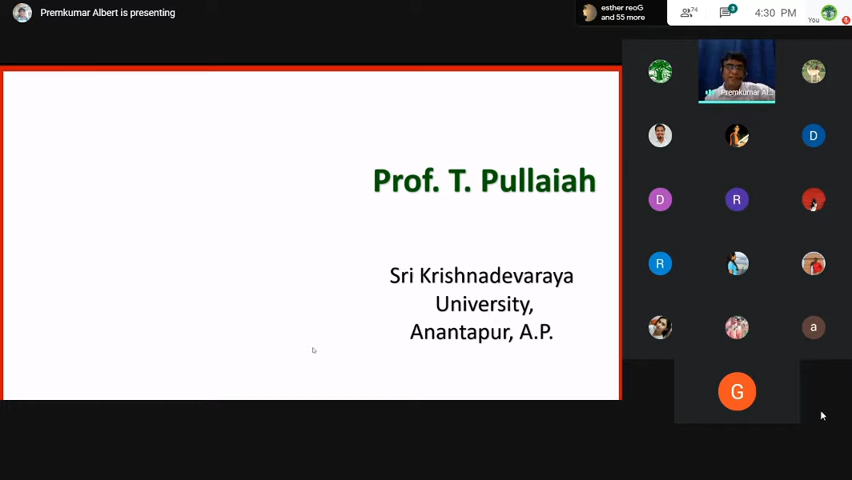 Premkumar Albert is presenting
esther reoG
and 55 more
74
3
4:30 PM
You
Premkumar Al...
Prof. T. Pullaiah
D
D
R
Sri Krishnadevaraya
University,
Anantapur, A.P.
R
a
G